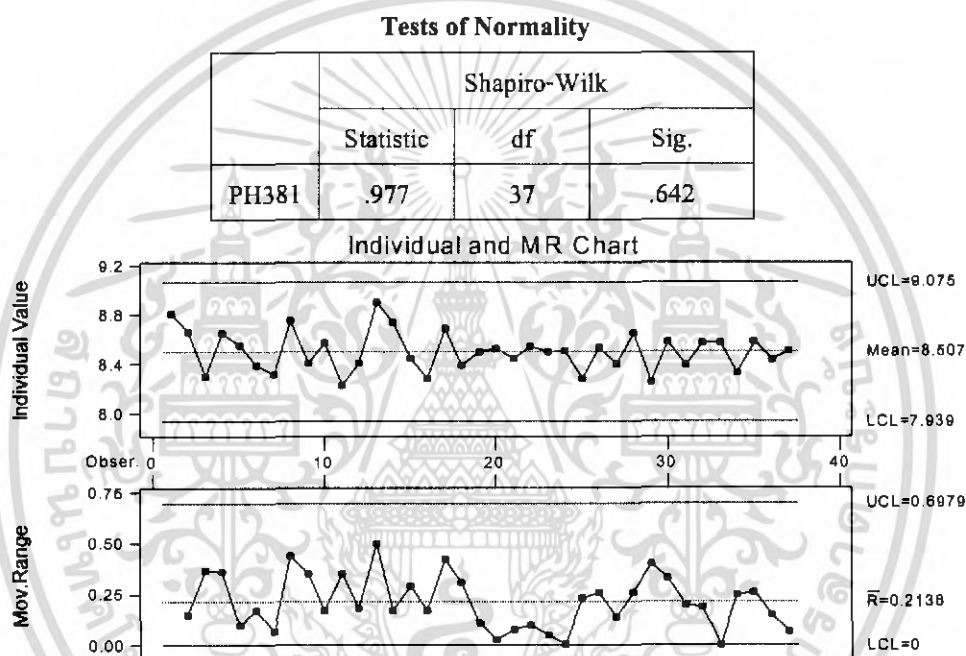 Tests of Normality
Shapiro-Wilk
Statistic df Sig.
PH381 .977 37 .642
Individual and MR Chart
Individual Value
9.2
8.8
8.4
8.0
UCL=9.075
Mean=8.507
LCL=7.939
Obser. 0 10 20 30 40
Mov.Range
0.75
0.50
0.25
0.00
UCL=0.6979
R̅=0.2138
LCL=0